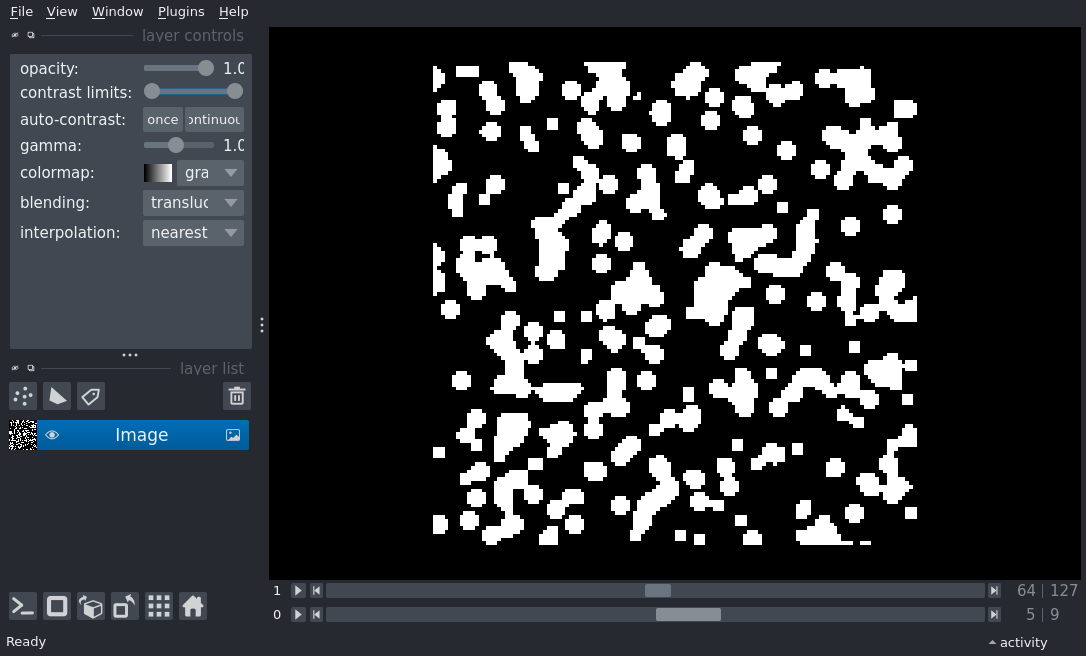 File View Window Plugins Help
layer controls
opacity: 1.0
contrast limits:
auto-contrast: once ontinuou
gamma: 1.0
colormap: gra
blending: transluc
interpolation: nearest
layer list
Image
1 64 127
0 5 9
Ready activity